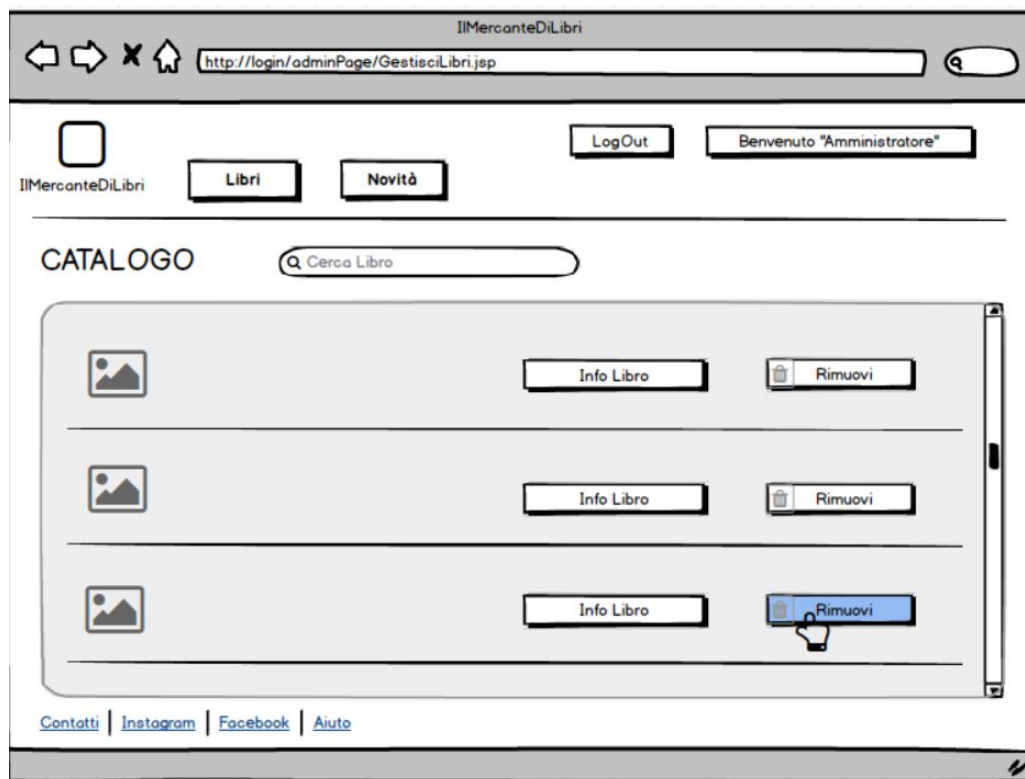 IlMercanteDiLibri
http://login/adminPage/GestisciLibri.jsp
LogOut
Benvenuto "Amministratore"
IlMercanteDiLibri
Libri
Novità
CATALOGO
Cerca Libro
Info Libro
Rimuovi
Info Libro
Rimuovi
Info Libro
Rimuovi
Contatti | Instagram | Facebook | Aiuto